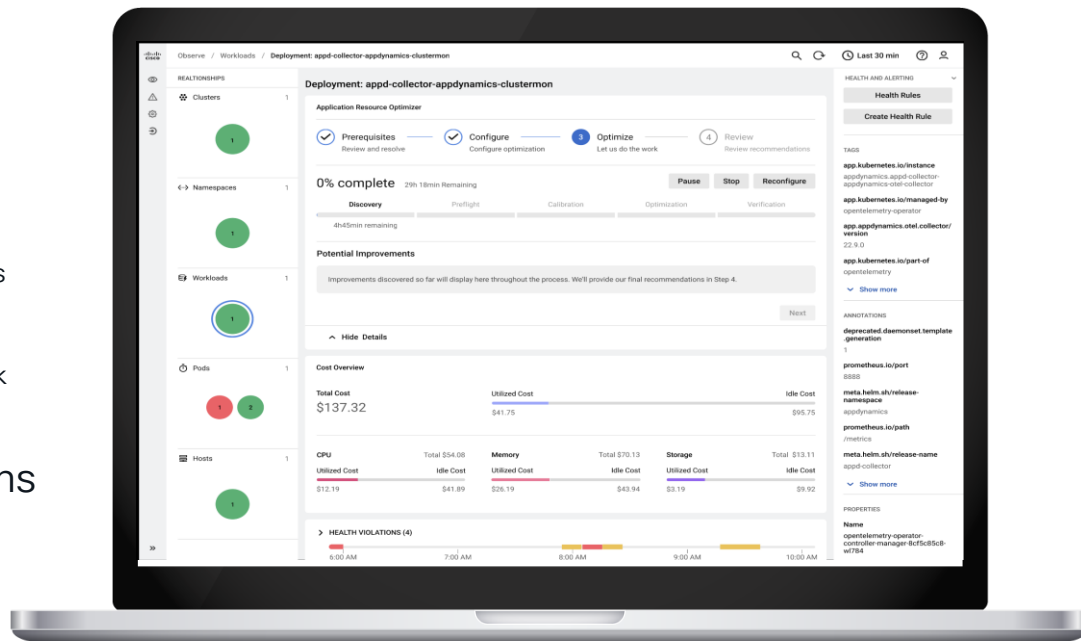 s
k
ns
CISCO
Observe / Workloads / Deployment: appd-collector-appdynamics-clustermon
Last 30 min
REALTIONSHIPS
Clusters 1
1
Namespaces 1
1
Workloads 1
1
Pods 1
1 2
Hosts 1
1
Deployment: appd-collector-appdynamics-clustermon
Application Resource Optimizer
Prerequisites
Review and resolve
Configure
Configure optimization
3 Optimize
Let us do the work
4 Review
Review recommendations
0% complete 29h 18min Remaining
Pause Stop Reconfigure
Discovery Preflight Calibration Optimization Verification
4h45min remaining
Potential Improvements
Improvements discovered so far will display here throughout the process. We'll provide our final recommendations in Step 4.
Next
Hide Details
Cost Overview
Total Cost
$137.32
Utilized Cost Idle Cost
$41.75 $95.75
CPU Total $54.08
Utilized Cost Idle Cost
$12.19 $41.89
Memory Total $70.13
Utilized Cost Idle Cost
$26.19 $43.94
Storage Total $13.11
Utilized Cost Idle Cost
$3.19 $9.92
HEALTH VIOLATIONS (4)
6:00 AM 7:00 AM 8:00 AM 9:00 AM 10:00 AM
HEALTH AND ALERTING
Health Rules
Create Health Rule
TAGS
app.kubernetes.io/instance
appdynamics.appd-collector-
appdynamics-otel-collector
app.kubernetes.io/managed-by
opentelemetry-operator
app.appdynamics.otel.collector/
version
22.9.0
app.kubernetes.io/part-of
opentelemetry
Show more
ANNOTATIONS
deprecated.daemonset.template
.generation
1
prometheus.io/port
8888
meta.helm.sh/release-
namespace
appdynamics
prometheus.io/path
/metrics
meta.helm.sh/release-name
appd-collector
Show more
PROPERTIES
Name
opentelemetry-operator-
controller-manager-8cf5c85c8-
wf784